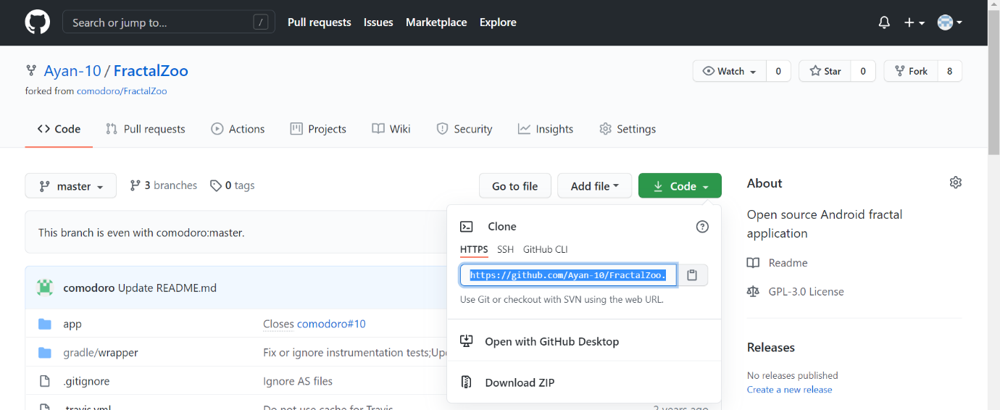 Search or jump to... / Pull requests Issues Marketplace Explore
Ayan-10 / FractalZoo Watch 0 Star 0 Fork 8
forked from comodoro/FractalZoo
Code Pull requests Actions Projects Wiki Security Insights Settings
master 3 branches 0 tags Go to file Add file Code
About
Open source Android fractal
application
Readme
GPL-3.0 License
Releases
No releases published
Create a new release
Clone
HTTPS SSH GitHub CLI
https://github.com/Ayan-10/FractalZoo.
Use Git or checkout with SVN using the web URL.
Open with GitHub Desktop
Download ZIP
This branch is even with comodoro:master.
comodoro Update README.md
app Closes comodoro#10
gradle/wrapper Fix or ignore instrumentation tests;Up
.gitignore Ignore AS files
.travis.yml Do not use cache for Travis 2 years ago